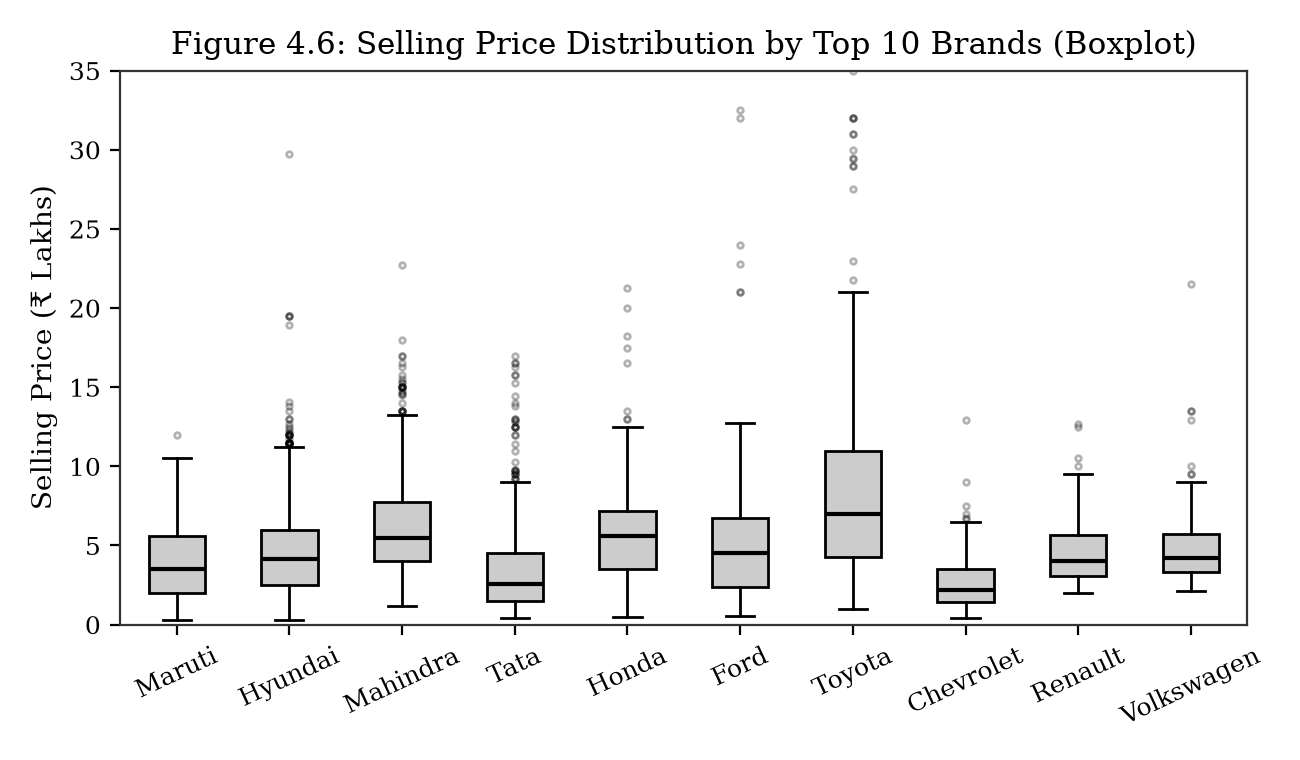 Figure 4.6: Selling Price Distribution by Top 10 Brands (Boxplot)
Selling Price (₹ Lakhs)
35
30
25
20
15
10
5
0
Maruti
Hyundai
Mahindra
Tata
Honda
Ford
Toyota
Chevrolet
Renault
Volkswagen